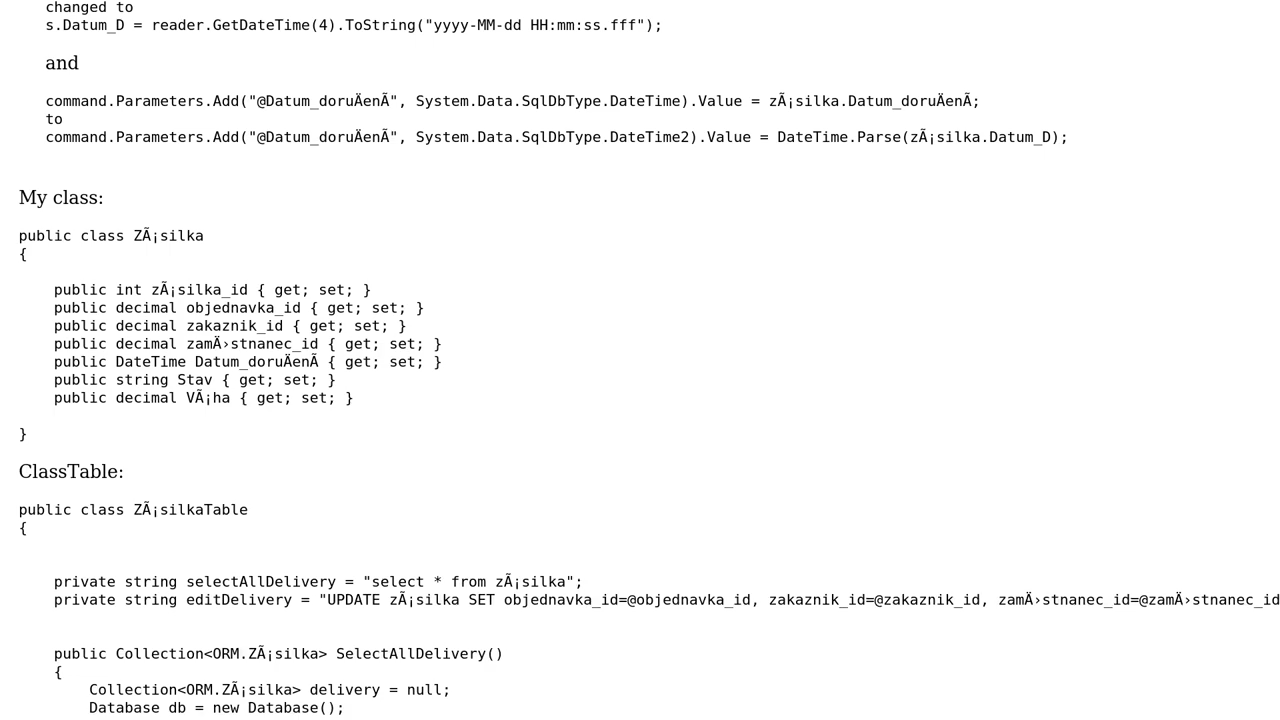 changed to
s.Datum_D = reader.GetDateTime(4).ToString("yyyy-MM-dd HH:mm:ss.fff");
and
command.Parameters.Add("@Datum_doruÄenÃ", System.Data.SqlDbType.DateTime).Value = zÃ¡silka.Datum_doruÄenÃ;
to
command.Parameters.Add("@Datum_doruÄenÃ", System.Data.SqlDbType.DateTime2).Value = DateTime.Parse(zÃ¡silka.Datum_D);
My class:
public class ZÃ¡silka
{
public int zÃ¡silka_id { get; set; }
public decimal objednavka_id { get; set; }
public decimal zakaznik_id { get; set; }
public decimal zamÄ›stnanec_id { get; set; }
public DateTime Datum_doruÄenÃ { get; set; }
public string Stav { get; set; }
public decimal VÃ¡ha { get; set; }
}
ClassTable:
public class ZÃ¡silkaTable
{
private string selectAllDelivery = "select * from zÃ¡silka";
private string editDelivery = "UPDATE zÃ¡silka SET objednavka_id=@objednavka_id, zakaznik_id=@zakaznik_id, zamÄ›stnanec_id=@zamÄ›stnanec_id
public Collection<ORM.ZÃ¡silka> SelectAllDelivery()
{
Collection<ORM.ZÃ¡silka> delivery = null;
Database db = new Database();